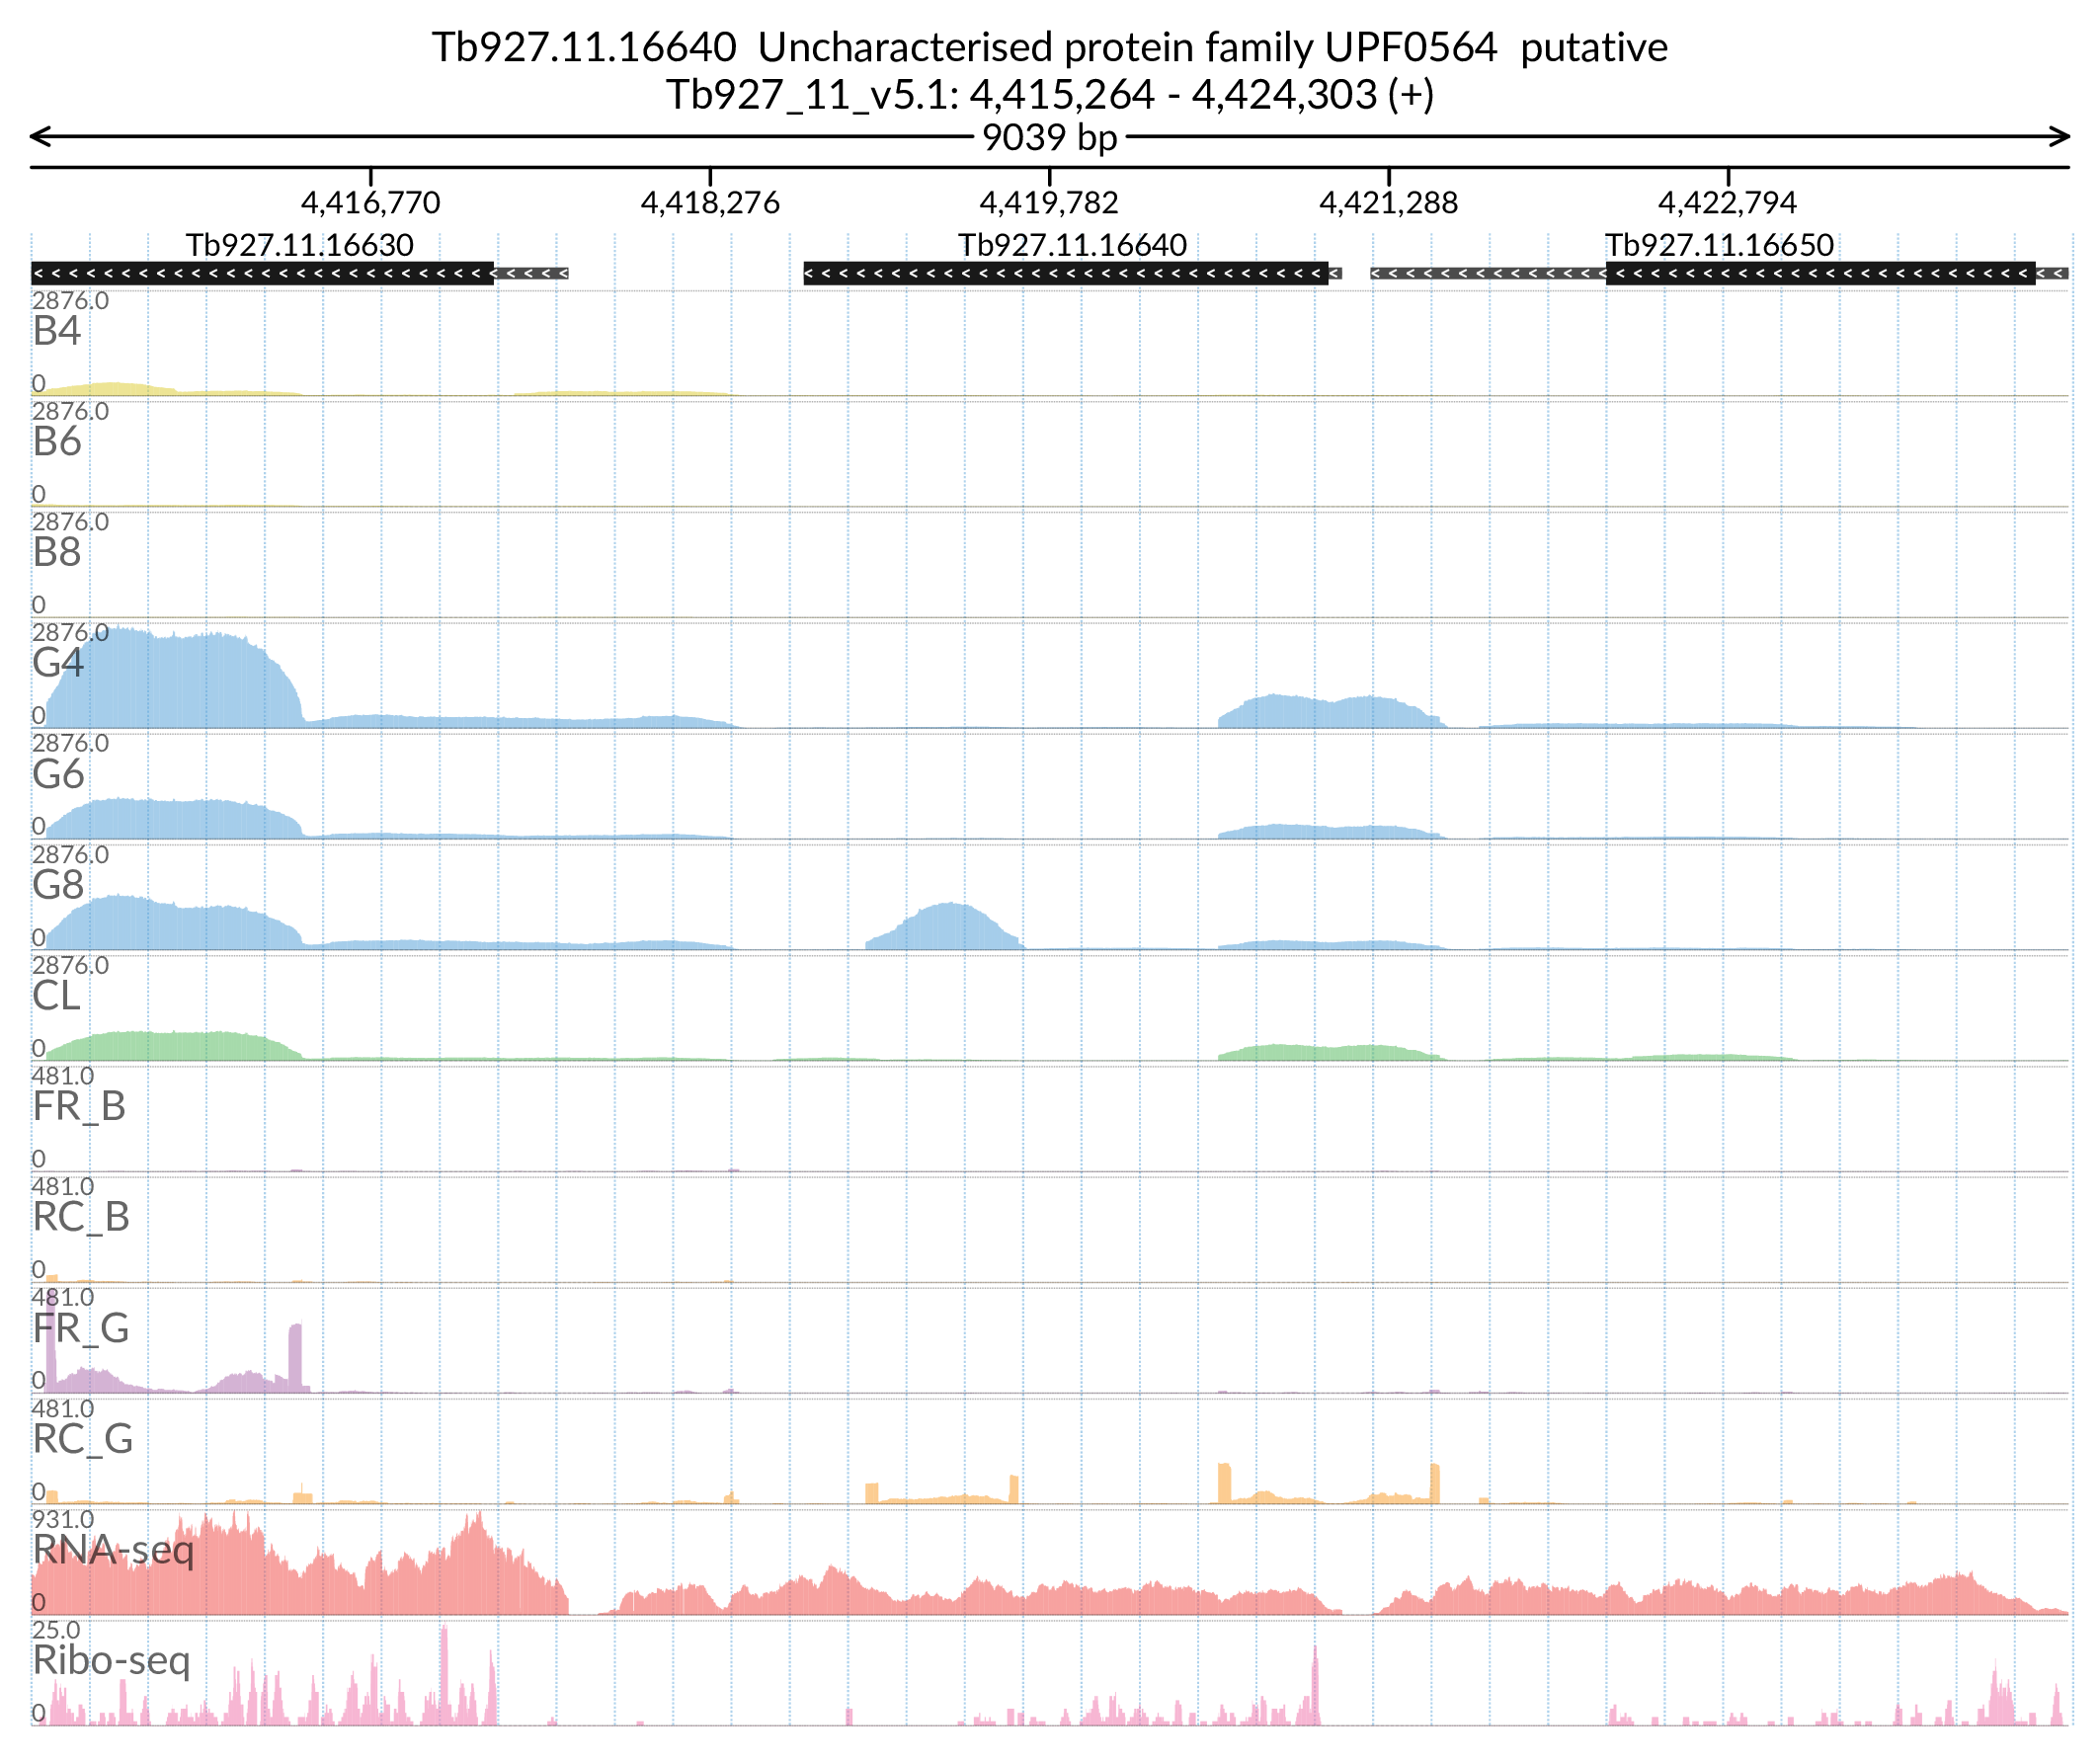 Tb927.11.16640 Uncharacterised protein family UPF0564 putative
Tb927_11_v5.1: 4,415,264 - 4,424,303 (+)
9039 bp
4,416,770 4,418,276 4,419,782 4,421,288 4,422,794
Tb927.11.16630 Tb927.11.16640 Tb927.11.16650
2876.0
B4
0
2876.0
B6
0
2876.0
B8
0
2876.0
G4
0
2876.0
G6
0
2876.0
G8
0
2876.0
CL
0
481.0
FR_B
0
481.0
RC_B
0
481.0
FR_G
0
481.0
RC_G
0
931.0
RNA-seq
0
25.0
Ribo-seq
0